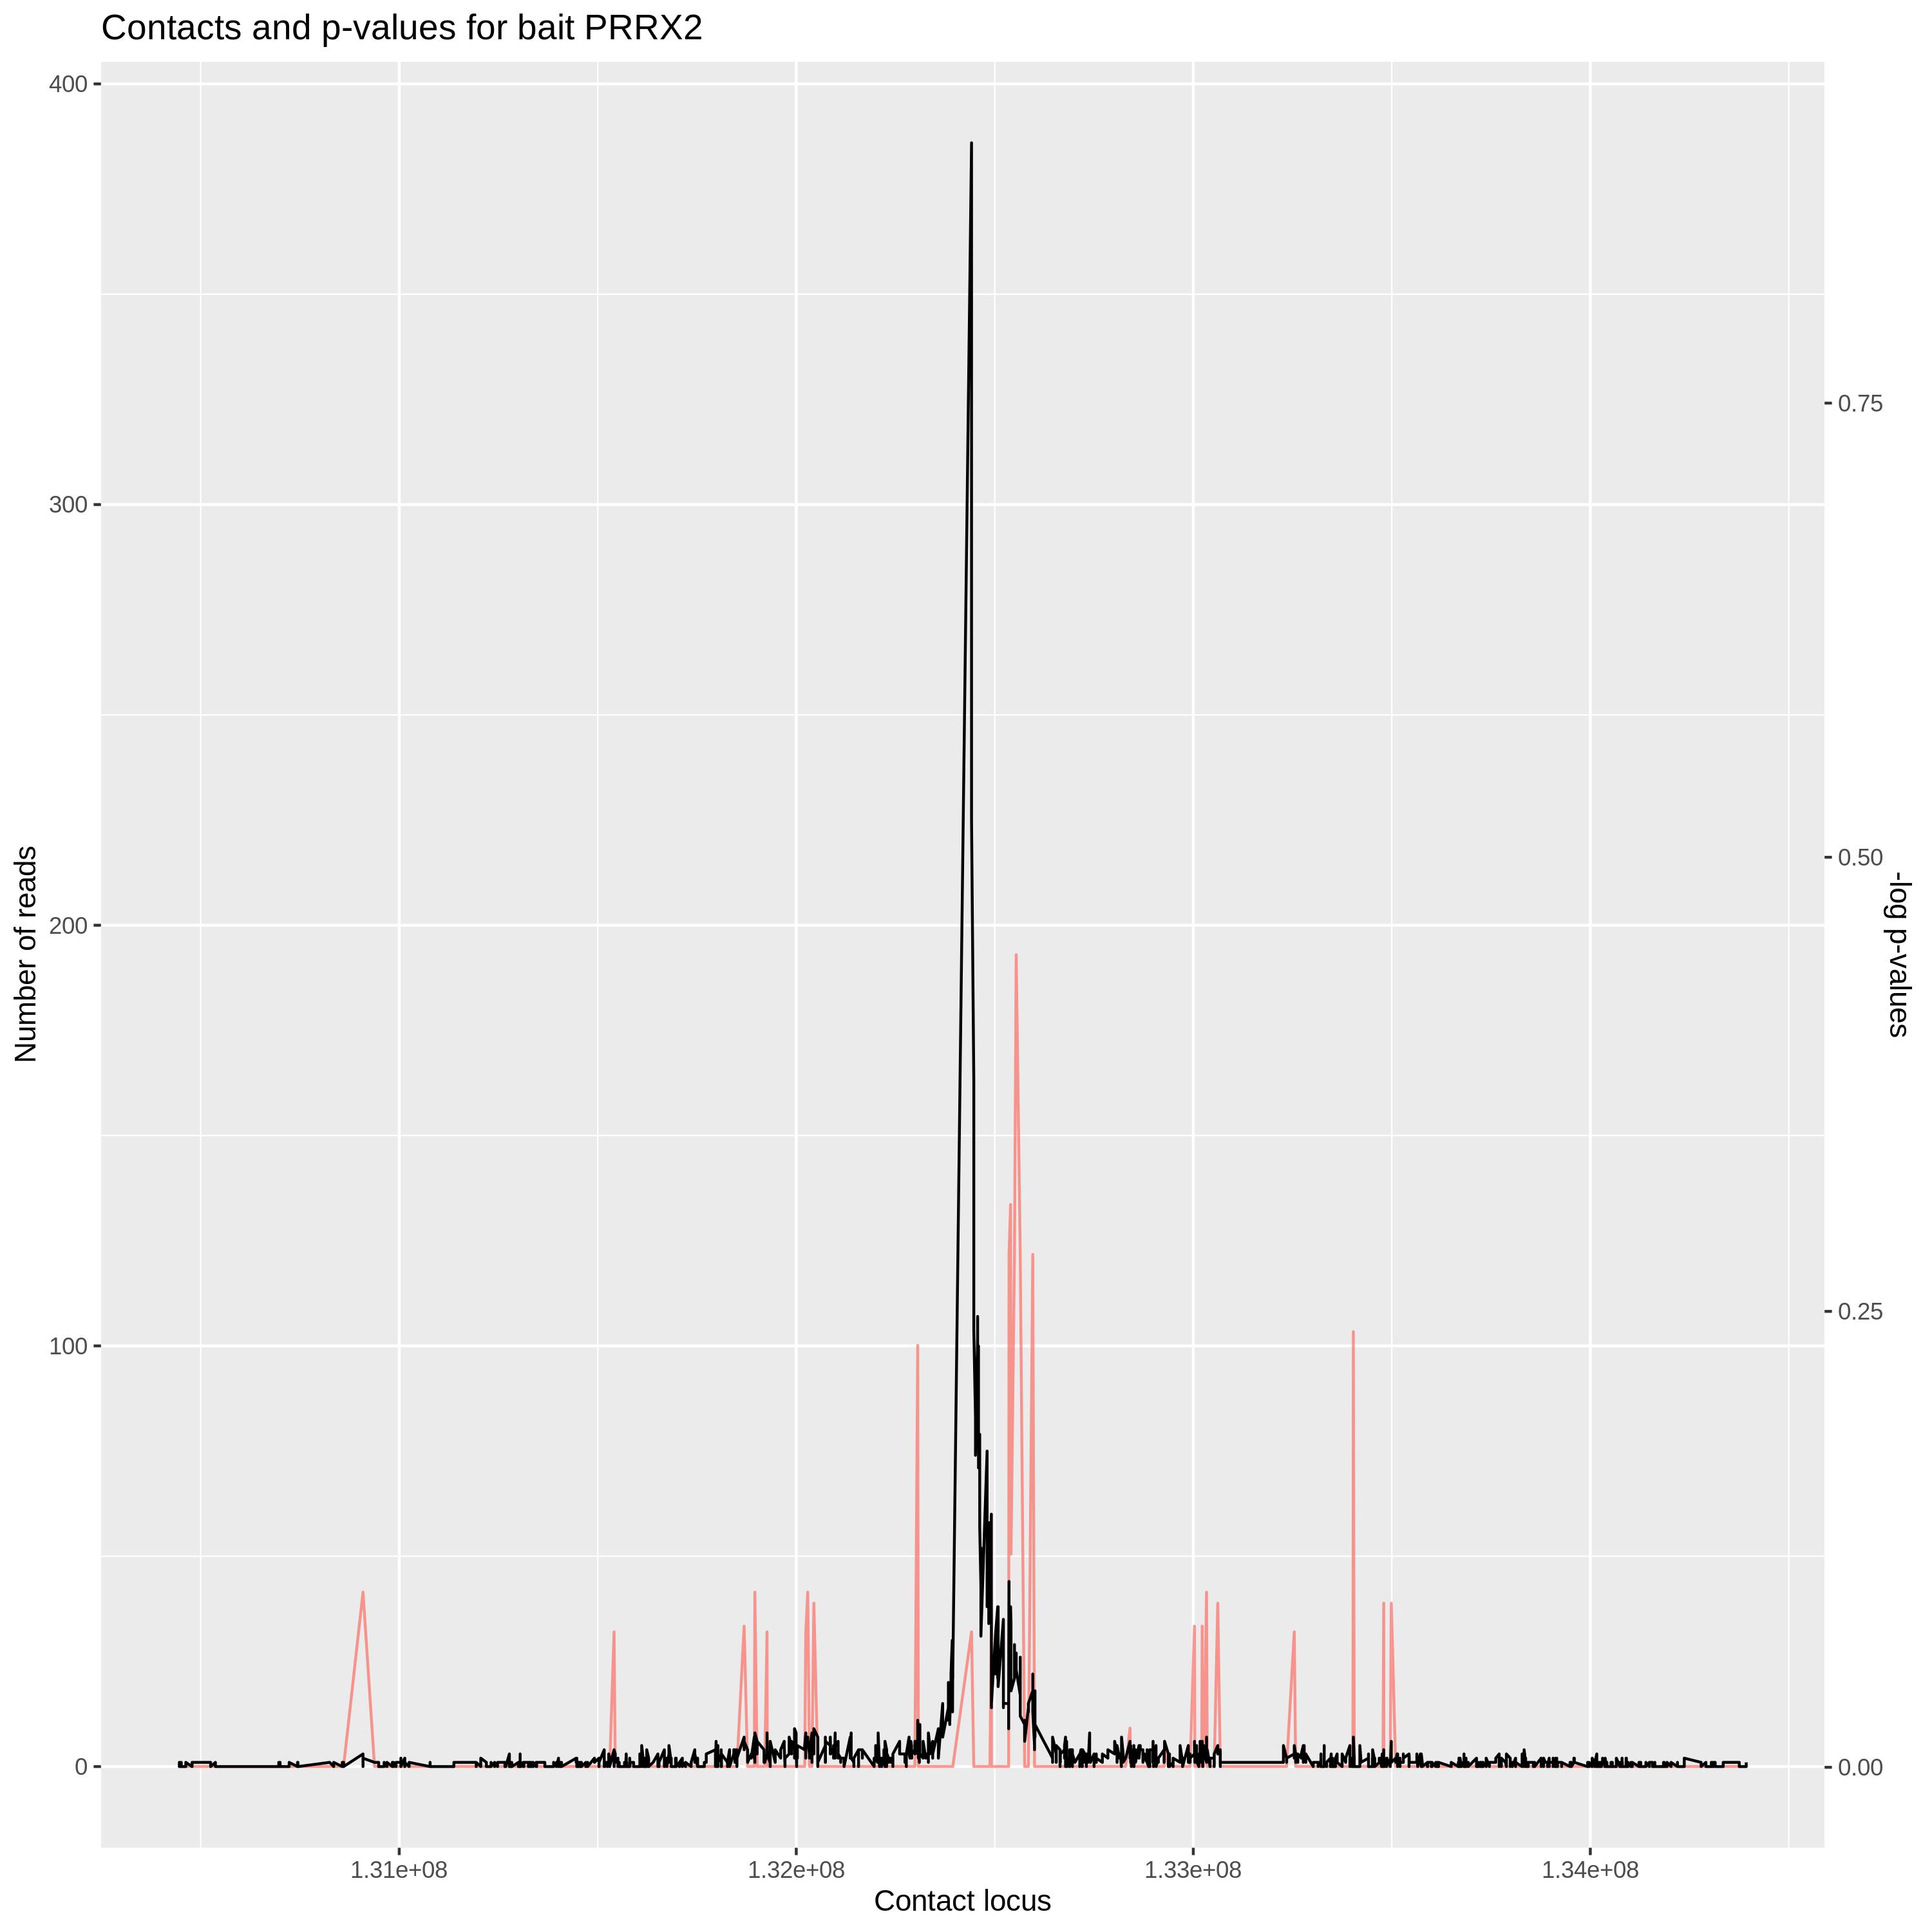 Contacts and p-values for bait PRRX2
400
300
200
100
0
Number of reads
0.75
0.50
0.25
0.00
-log p-values
1.31e+08
1.32e+08
1.33e+08
1.34e+08
Contact locus